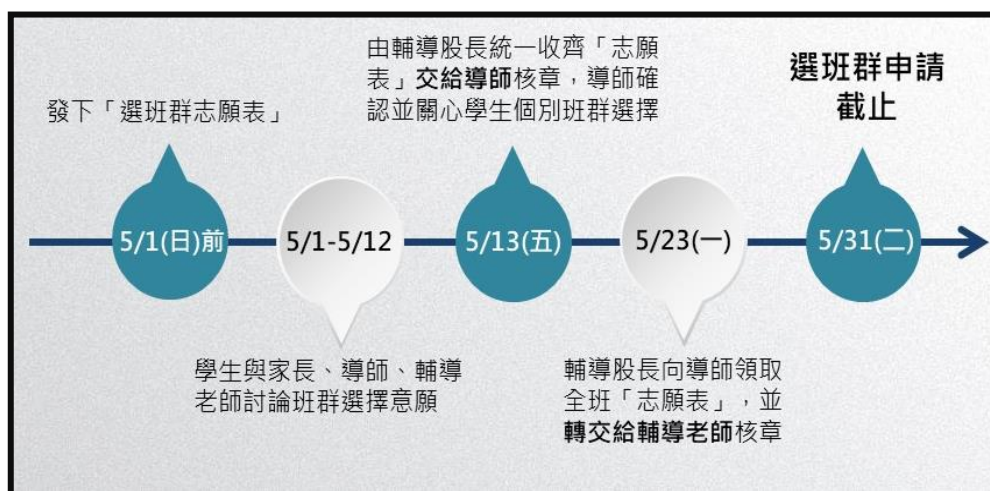 發下「選班群志願表」
由輔導股長統一收齊「志願
表」交給導師核章，導師確
認並關心學生個別班群選擇
選班群申請
截止
5/1(日)前
5/1-5/12
5/13(五)
5/23(一)
5/31(二)
學生與家長、導師、輔導
老師討論班群選擇意願
輔導股長向導師領取
全班「志願表」，並
轉交給輔導老師核章